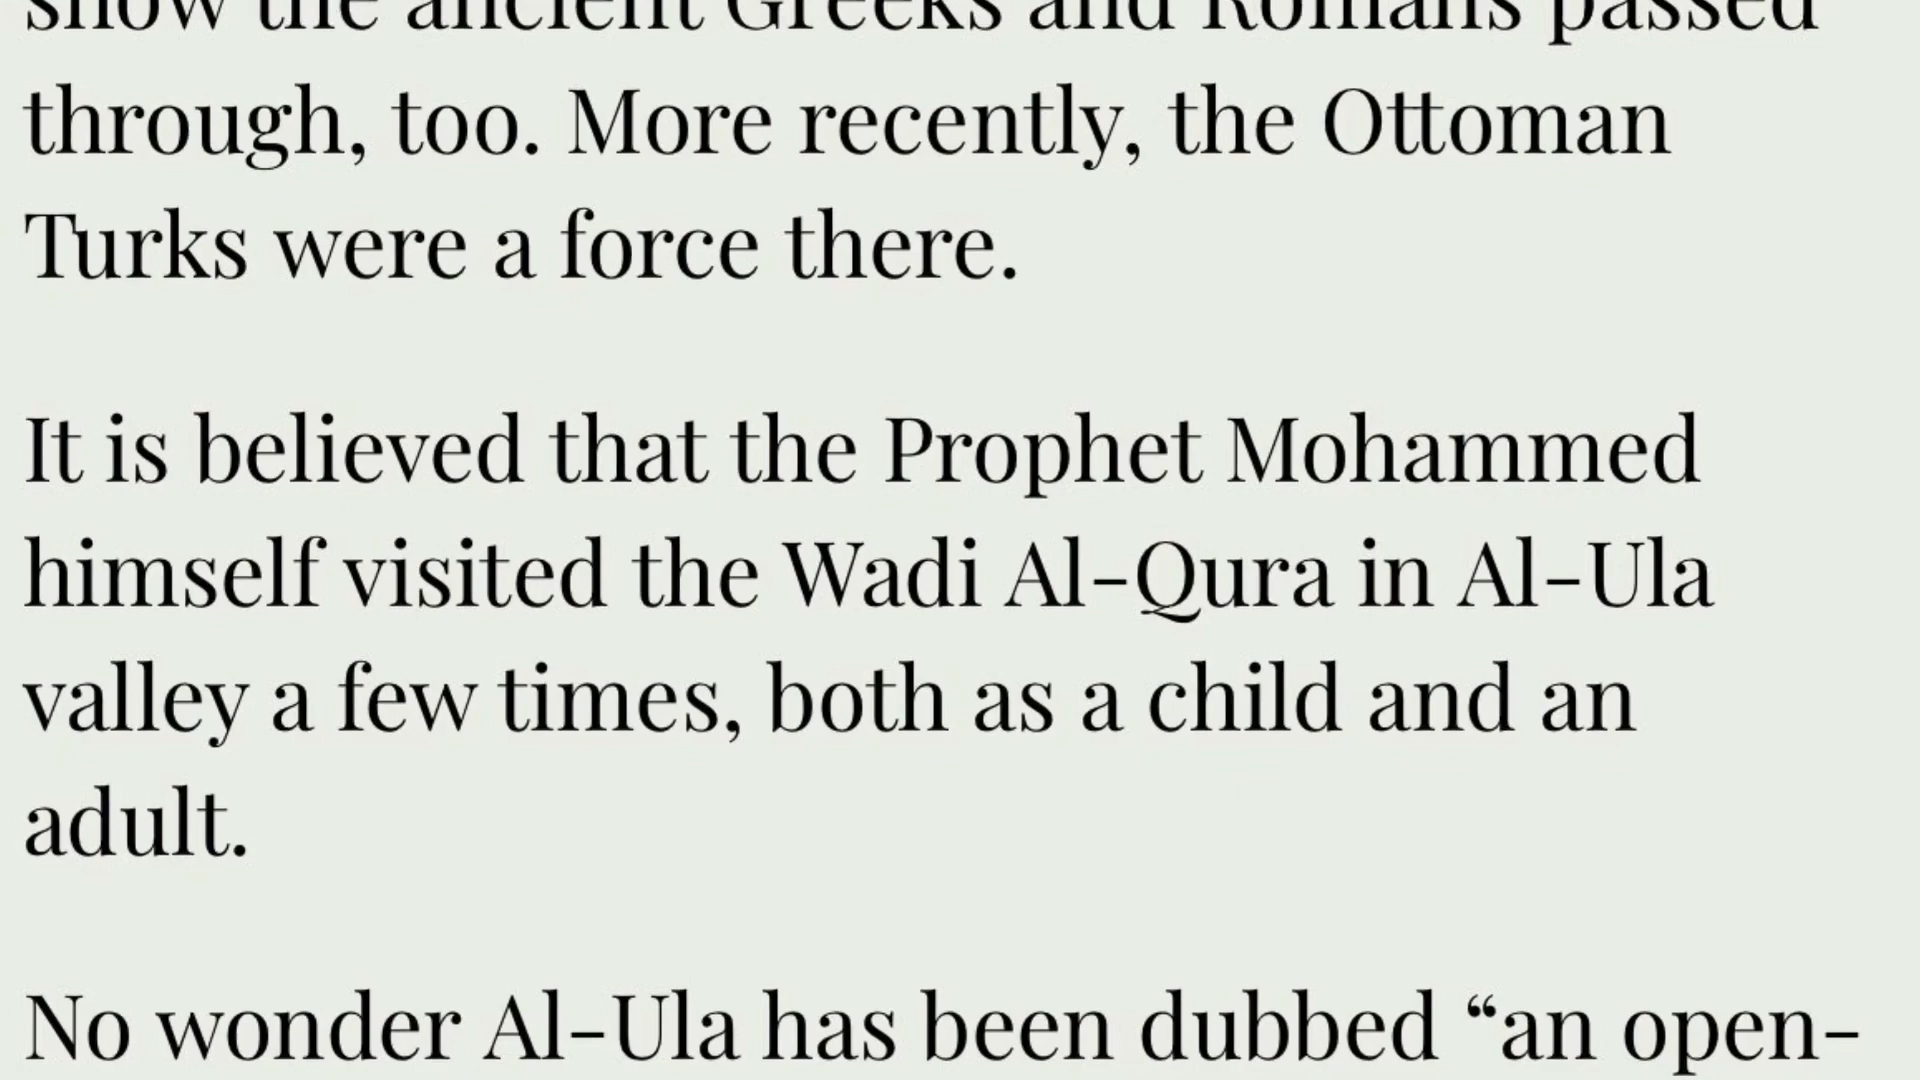 show the ancient Greeks and Romans passed
through, too. More recently, the Ottoman
Turks were a force there.
It is believed that the Prophet Mohammed
himself visited the Wadi Al-Qura in Al-Ula
valley a few times, both as a child and an
adult.
No wonder Al-Ula has been dubbed “an open-